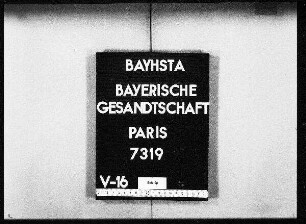 BAYHSTA
BAYERISCHE
GESANDTSCHAFT
PARIS
7319
V-16